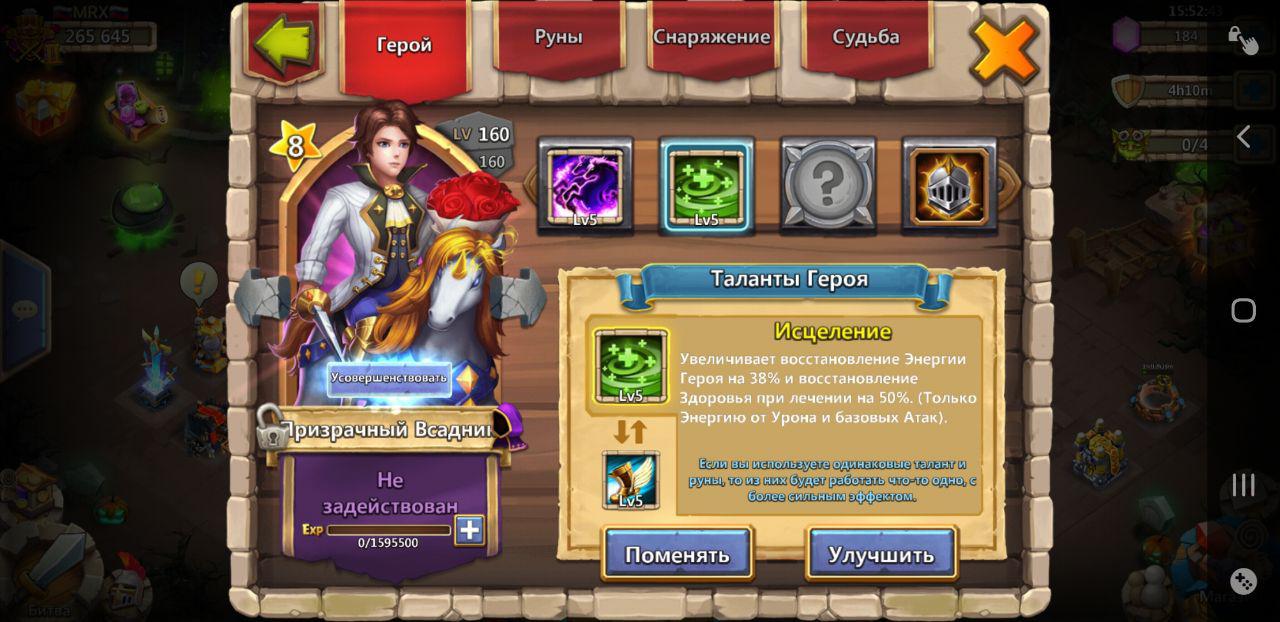 MRX
265 645
Герой
Руны
Снаряжение
Судьба
15:52:43
184
4h10m
0/4
8
LV 160
160
Lv5
Lv5
?
Таланты Героя
Исцеление
Увеличивает восстановление Энергии
Героя на 38% и восстановление
Здоровья при лечении на 50%. (Только
Энергию от Урона и базовых Атак).
Lv5
Если вы используете одинаковые талант и
руны, то из них будет работать что-то одно, с
более сильным эффектом.
Lv5
Поменять
Улучшить
Усовершенствовать
Призрачный Всадник
Не
задействован
Exp
0/1595500
Битва